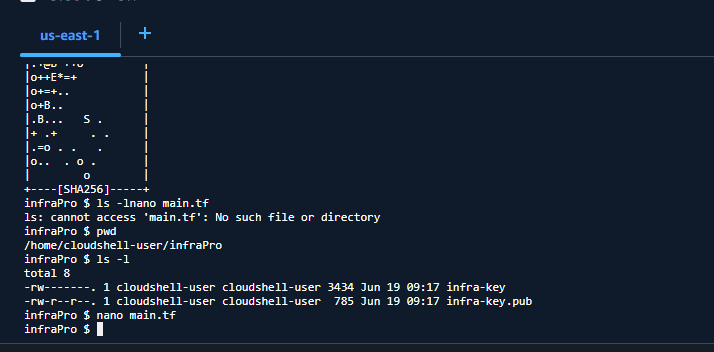 us-east-1 +
|o++E*=+ |
|o+=+.. |
|o+B.. |
|.B... S . |
|+ .+ . . |
|.=o . . . |
|o.. . o . |
| o |
+----[SHA256]-----+
infraPro $ ls -lnano main.tf
ls: cannot access 'main.tf': No such file or directory
infraPro $ pwd
/home/cloudshell-user/infraPro
infraPro $ ls -l
total 8
-rw-------. 1 cloudshell-user cloudshell-user 3434 Jun 19 09:17 infra-key
-rw-r--r--. 1 cloudshell-user cloudshell-user 785 Jun 19 09:17 infra-key.pub
infraPro $ nano main.tf
infraPro $